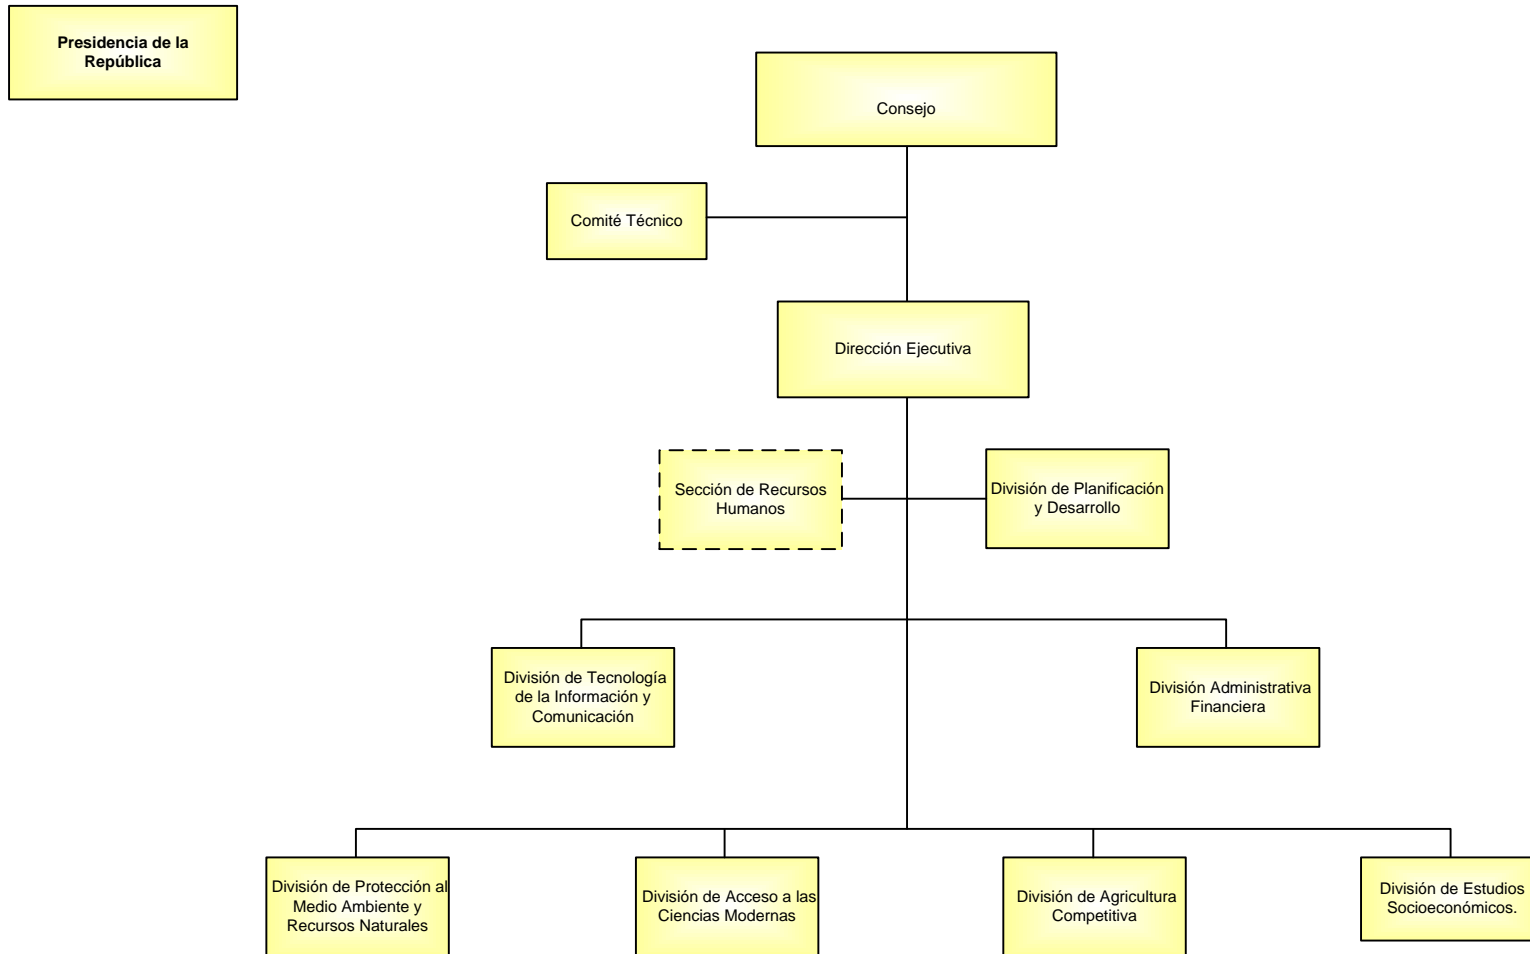 Presidencia de la
República
Consejo
Comité Técnico
Dirección Ejecutiva
Sección de Recursos
Humanos
División de Planificación
y Desarrollo
División de Tecnología
de la Información y
Comunicación
División Administrativa
Financiera
División de Protección al
Medio Ambiente y
Recursos Naturales
División de Acceso a las
Ciencias Modernas
División de Agricultura
Competitiva
División de Estudios
Socioeconómicos.